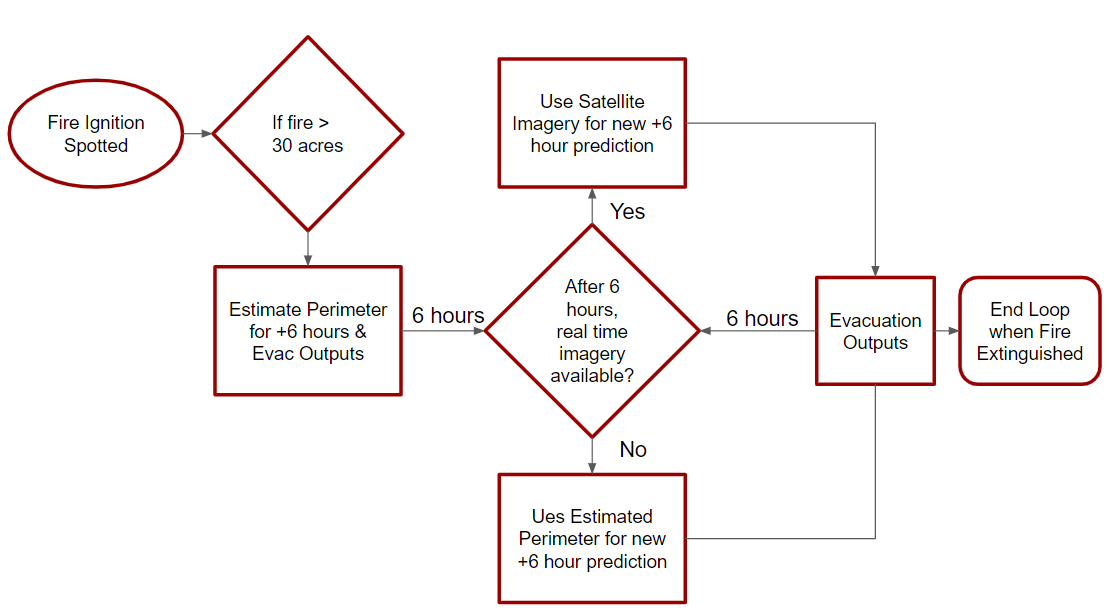 Fire Ignition
Spotted
If fire >
30 acres
Estimate Perimeter
for +6 hours &
Evac Outputs
6 hours
After 6
hours,
real time
imagery
available?
Yes
Use Satellite
Imagery for new +6
hour prediction
No
Ues Estimated
Perimeter for new
+6 hour prediction
6 hours
Evacuation
Outputs
End Loop
when Fire
Extinguished